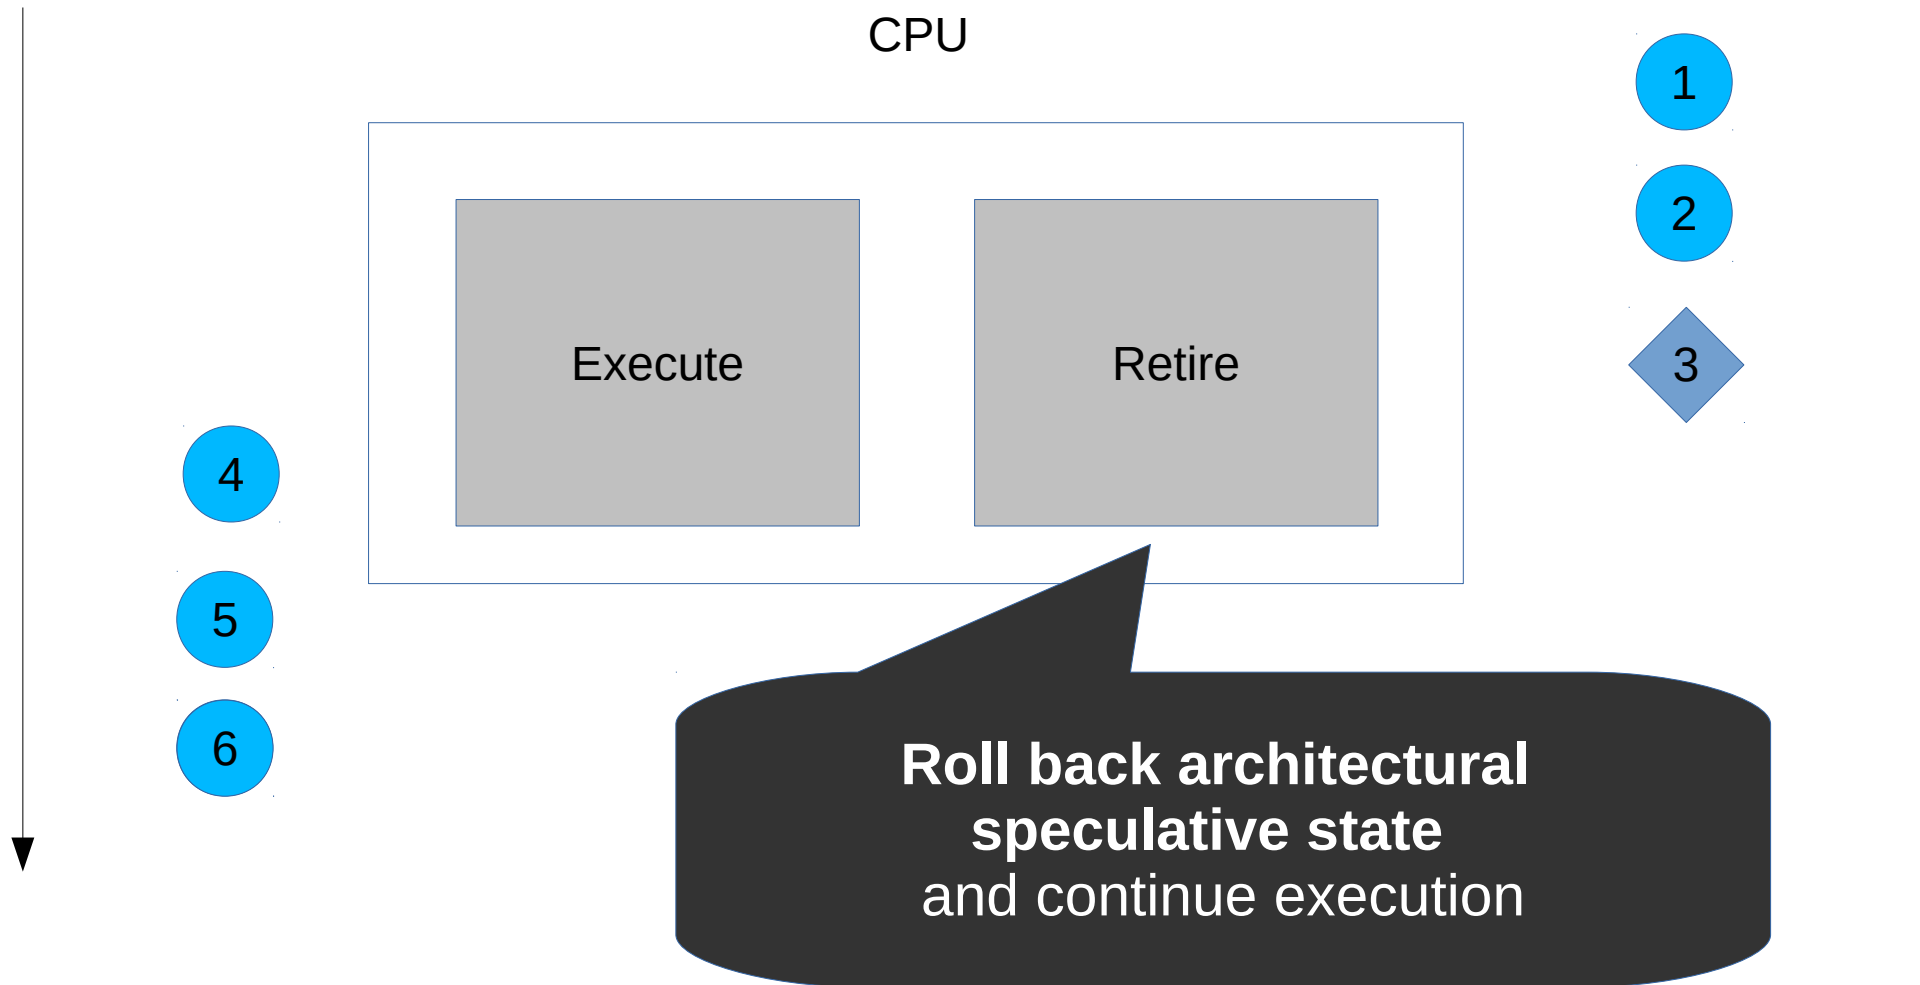 CPU
1
2
Execute
Retire
3
4
5
6
Roll back architectural
speculative state
and continue execution